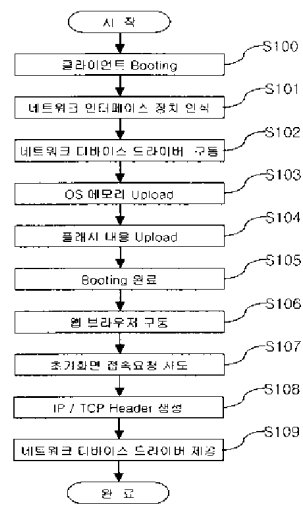 시 작
S100
클라이언트 Booting
S101
네트워크 인터페이스 장치 인식
S102
네트워크 디바이스 드라이버 구동
S103
OS 메모리 Upload
S104
플래시 내용 Upload
S105
Booting 완료
S106
웹 브라우저 구동
S107
초기화면 접속요청 시도
S108
IP / TCP Header 생성
S109
네트워크 디바이스 드라이버 제공
완 료